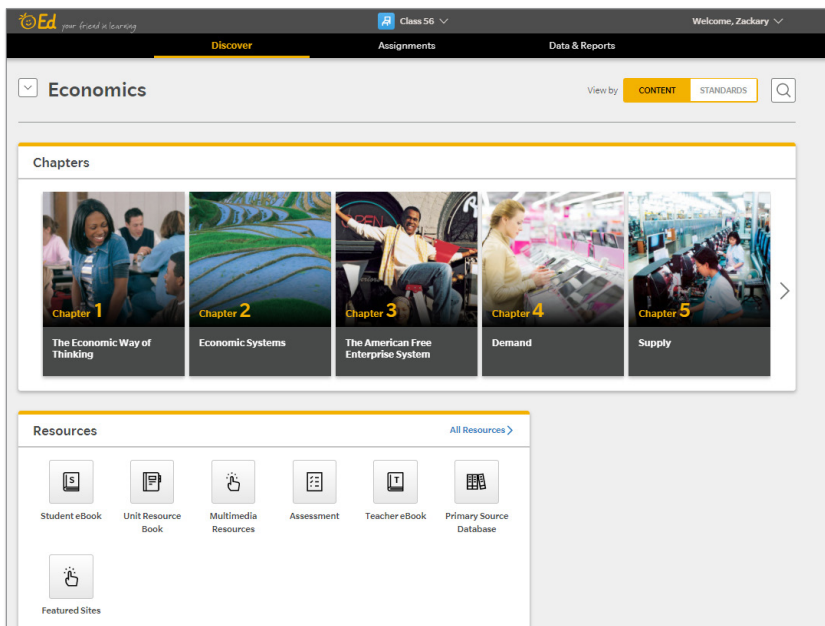 Ed your friend in learning
Class 56
Welcome, Zackary
Discover
Assignments
Data & Reports
Economics
View by
CONTENT
STANDARDS
Chapters
OPEN
Chapter 1
The Economic Way of
Thinking
Chapter 2
Economic Systems
Chapter 3
The American Free
Enterprise System
Chapter 4
Demand
Chapter 5
Supply
Resources
All Resources
S
Student eBook
Unit Resource
Book
Multimedia
Resources
Assessment
T
Teacher eBook
Primary Source
Database
Featured Sites